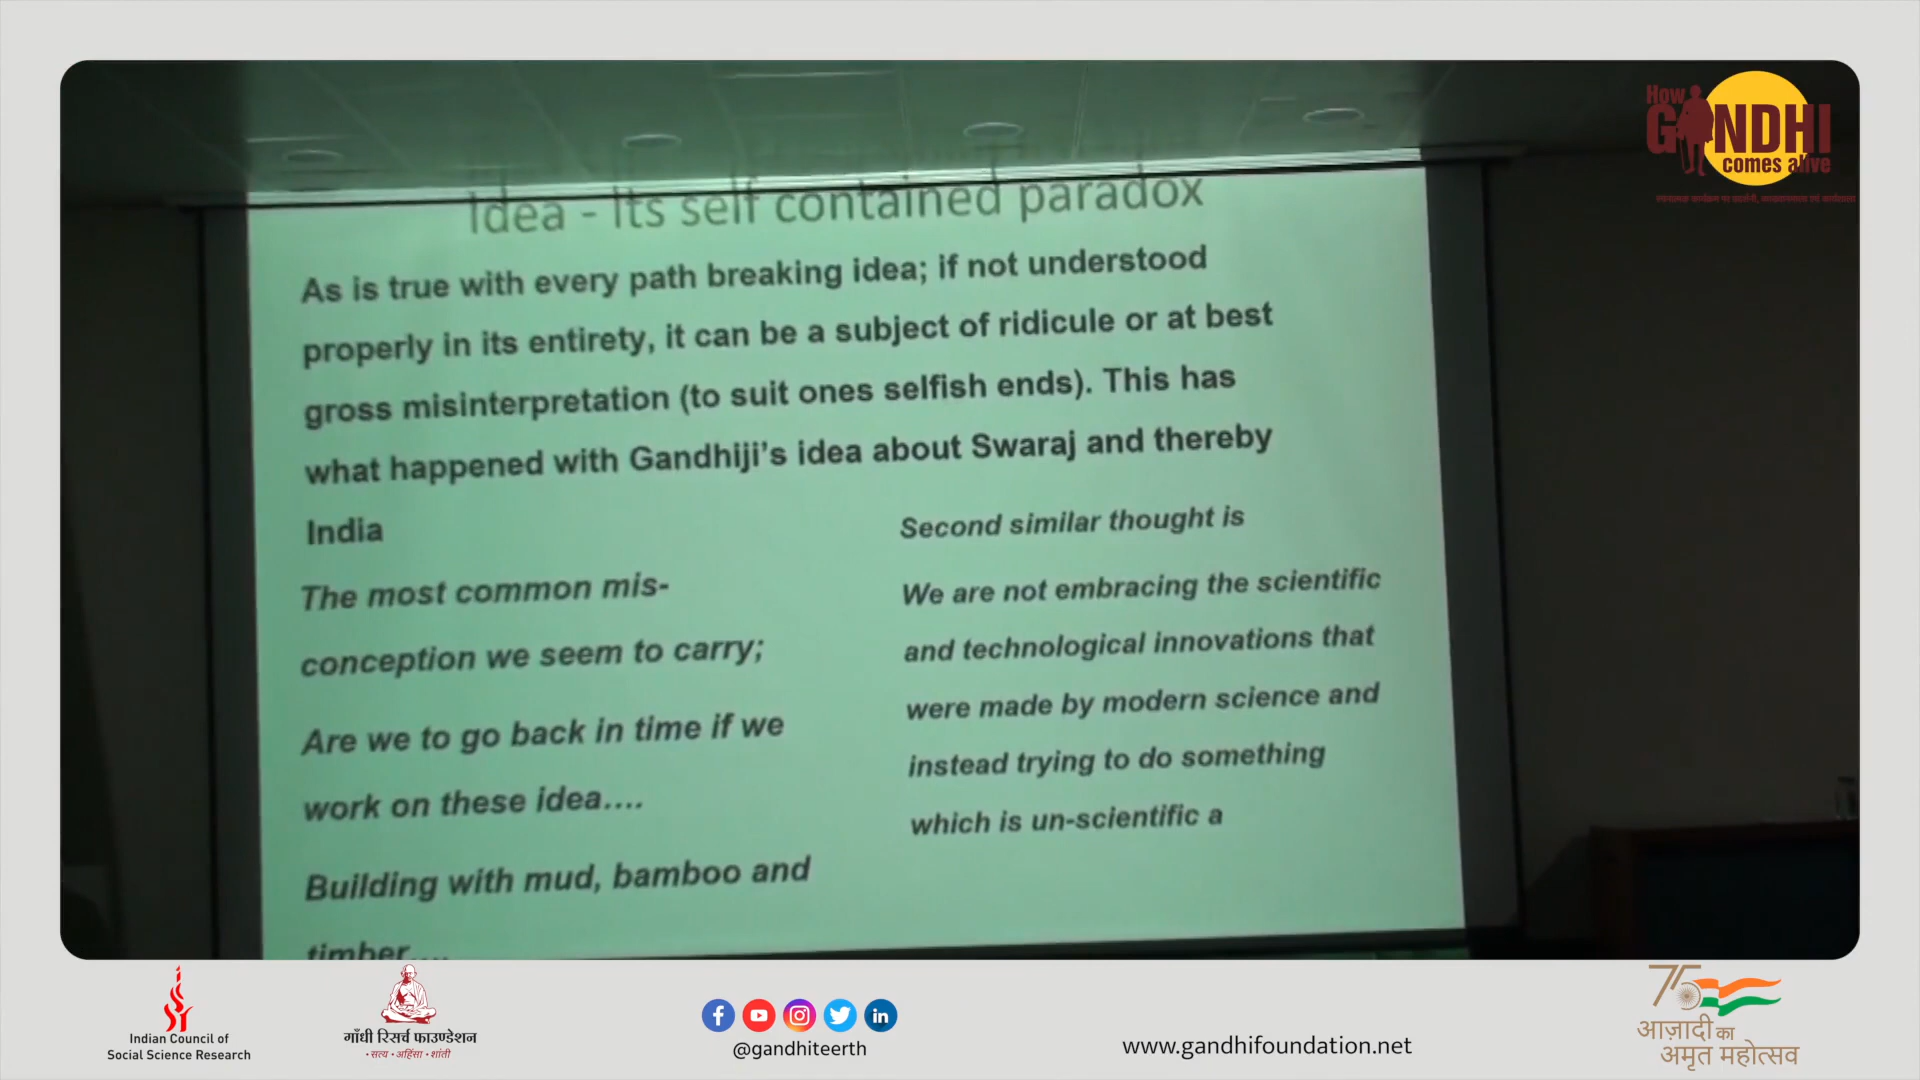 How
GANDHI
comes alive
Idea - Its self contained paradox
As is true with every path breaking idea; if not understood
properly in its entirety, it can be a subject of ridicule or at best
gross misinterpretation (to suit ones selfish ends). This has
what happened with Gandhiji's idea about Swaraj and thereby
India
The most common mis-
conception we seem to carry;
Are we to go back in time if we
work on these idea....
Building with mud, bamboo and
timber....
Second similar thought is
We are not embracing the scientific
and technological innovations that
were made by modern science and
instead trying to do something
which is un-scientific a
Indian Council of
Social Science Research
गाँधी रिसर्च फाउण्डेशन
• सत्य • अहिंसा • शांती
@gandhiteerth
www.gandhifoundation.net
75
आज़ादी का
अमृत महोत्सव